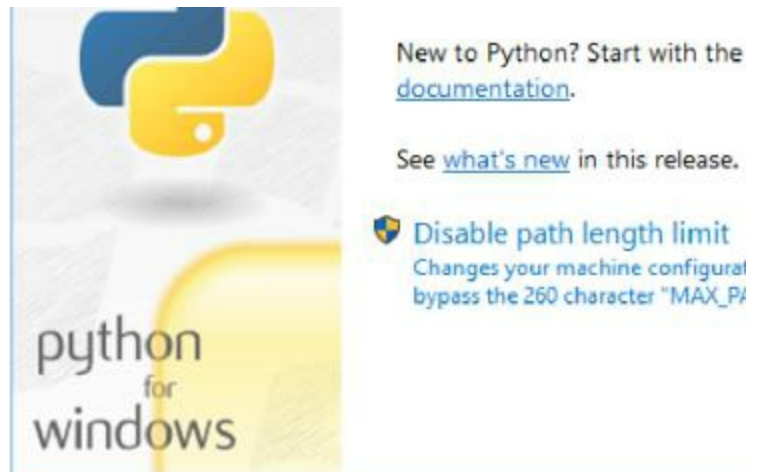 New to Python? Start with the
documentation.
See what's new in this release.
Disable path length limit
Changes your machine configurat
bypass the 260 character "MAX_PA
python
for
windows